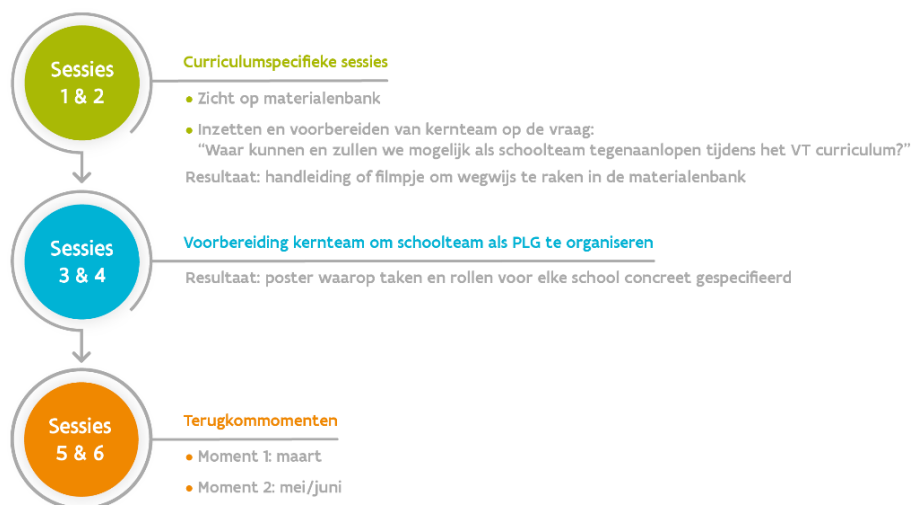 Sessies
1 & 2
Curriculumspecifieke sessies
• Zicht op materialenbank
• Inzetten en voorbereiden van kernteam op de vraag:
“Waar kunnen en zullen we mogelijk als schoolteam tegenaanlopen tijdens het VT curriculum?”
Resultaat: handleiding of filmpje om wegwijs te raken in de materialenbank
Sessies
3 & 4
Voorbereiding kernteam om schoolteam als PLG te organiseren
Resultaat: poster waarop taken en rollen voor elke school concreet gespecifieerd
Sessies
5 & 6
Terugkommomenten
• Moment 1: maart
• Moment 2: mei/juni